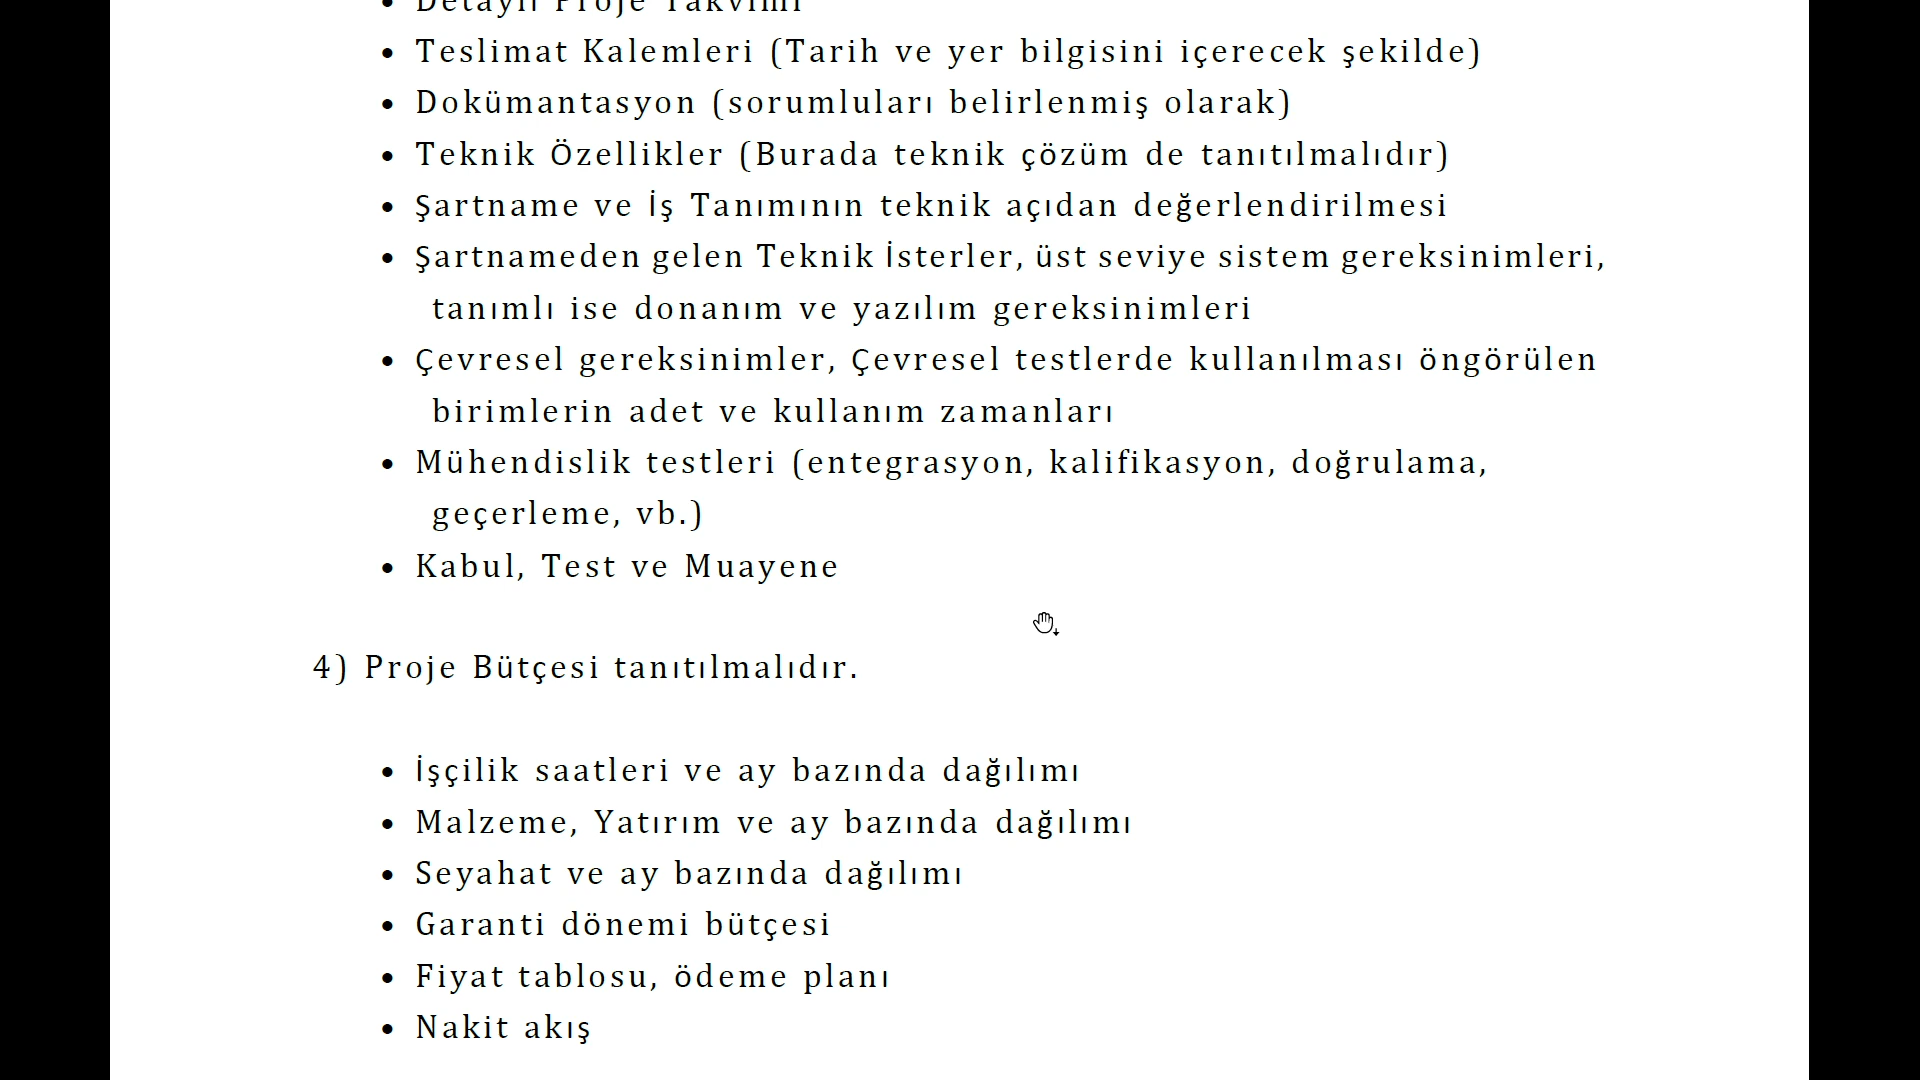 • Detaylı Proje Takvimi
• Teslimat Kalemleri (Tarih ve yer bilgisini içerecek şekilde)
• Dokümantasyon (sorumluları belirlenmiş olarak)
• Teknik Özellikler (Burada teknik çözüm de tanıtılmalıdır)
• Şartname ve İş Tanımının teknik açıdan değerlendirilmesi
• Şartnameden gelen Teknik İsterler, üst seviye sistem gereksinimleri,
tanımlı ise donanım ve yazılım gereksinimleri
• Çevresel gereksinimler, Çevresel testlerde kullanılması öngörülen
birimlerin adet ve kullanım zamanları
• Mühendislik testleri (entegrasyon, kalifikasyon, doğrulama,
geçerleme, vb.)
• Kabul, Test ve Muayene
4) Proje Bütçesi tanıtılmalıdır.
• İşçilik saatleri ve ay bazında dağılımı
• Malzeme, Yatırım ve ay bazında dağılımı
• Seyahat ve ay bazında dağılımı
• Garanti dönemi bütçesi
• Fiyat tablosu, ödeme planı
• Nakit akış